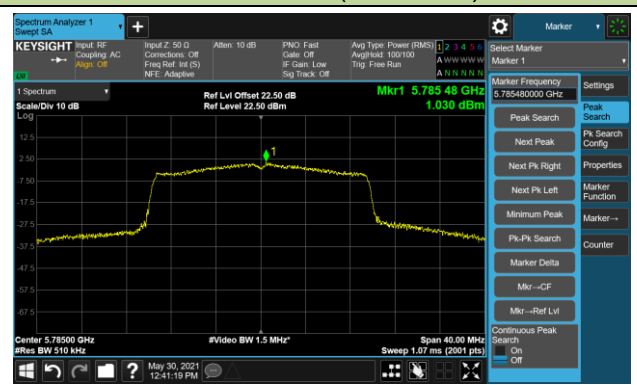 Spectrum Analyzer 1
Swept SA
Marker
KEYSIGHT
Input: RF
Coupling: AC
Align: Off
Input Z: 50 Ω
Corrections: Off
Freq Ref: Int (S)
NFE: Adaptive
Atten: 10 dB
PNO: Fast
Gate: Off
IF Gain: Low
Sig Track: Off
Avg Type: Power (RMS)
Avg|Hold: 100/100
Trig: Free Run
1 2 3 4 5 6
A W W W W W
A N N N N N
Select Marker
Marker 1
1 Spectrum
Scale/Div 10 dB
Log
Ref Lvl Offset 22.50 dB
Ref Level 22.50 dBm
Mkr1 5.785 48 GHz
1.030 dBm
12.5
2.50
-7.50
-17.5
-27.5
-37.5
-47.5
-57.5
-67.5
1
Center 5.78500 GHz
#Res BW 510 kHz
#Video BW 1.5 MHz*
Span 40.00 MHz
Sweep 1.07 ms (2001 pts)
Marker Frequency
5.785480000 GHz
Peak Search
Next Peak
Next Pk Right
Next Pk Left
Minimum Peak
Pk-Pk Search
Marker Delta
Mkr→CF
Mkr→Ref Lvl
Continuous Peak
Search
On
Off
Settings
Peak
Search
Pk Search
Config
Properties
Marker
Function
Marker→
Counter
May 30, 2021
12:41:19 PM